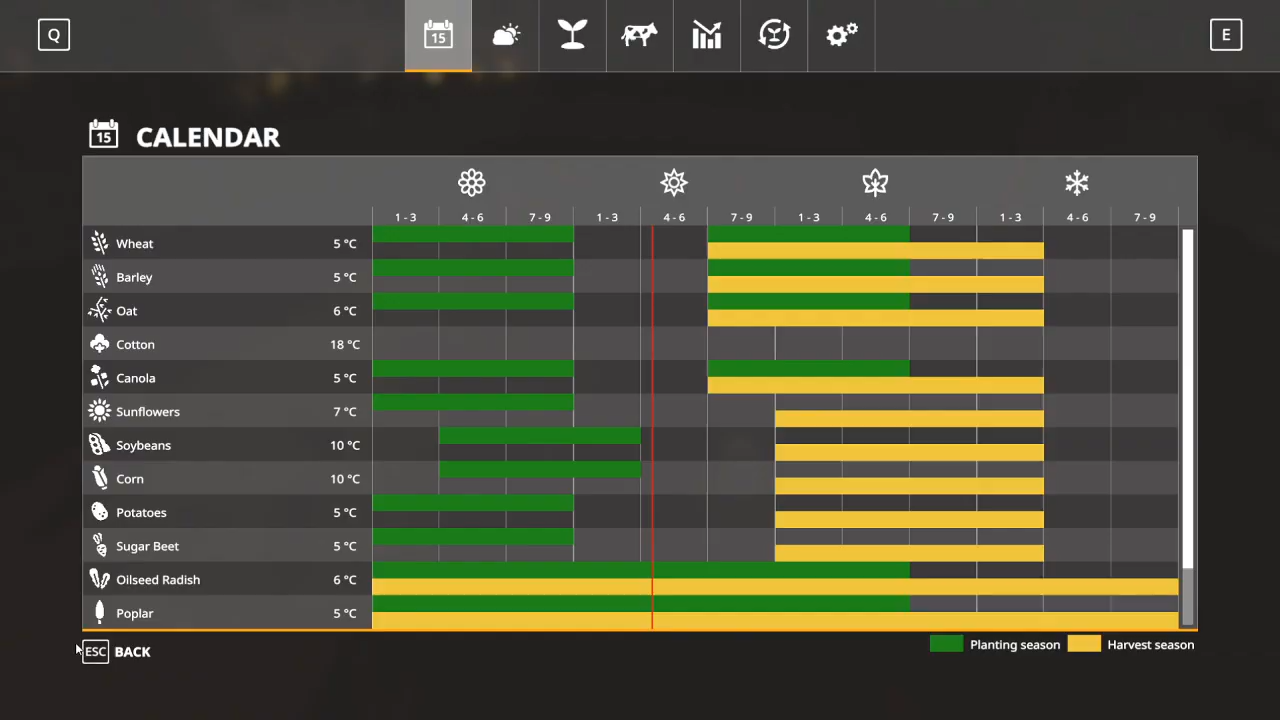 Q
15
E
15 CALENDAR
1 - 3 4 - 6 7 - 9 1 - 3 4 - 6 7 - 9 1 - 3 4 - 6 7 - 9 1 - 3 4 - 6 7 - 9
Wheat 5 °C
Barley 5 °C
Oat 6 °C
Cotton 18 °C
Canola 5 °C
Sunflowers 7 °C
Soybeans 10 °C
Corn 10 °C
Potatoes 5 °C
Sugar Beet 5 °C
Oilseed Radish 6 °C
Poplar 5 °C
ESC BACK
Planting season Harvest season